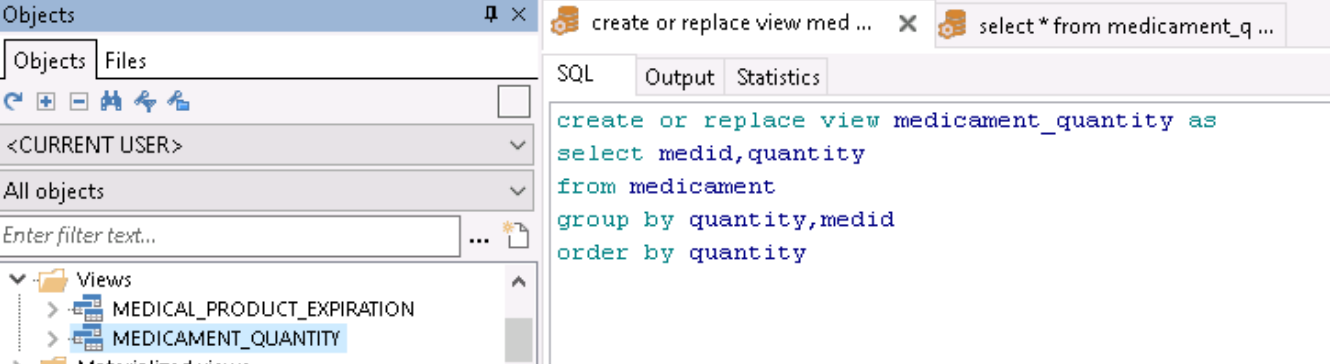 Objects
Objects Files
<CURRENT USER>
All objects
Enter filter text...
...
Views
MEDICAL_PRODUCT_EXPIRATION
MEDICAMENT_QUANTITY
create or replace view med ...
select * from medicament_q ...
SQL Output Statistics
create or replace view medicament_quantity as
select medid,quantity
from medicament
group by quantity,medid
order by quantity